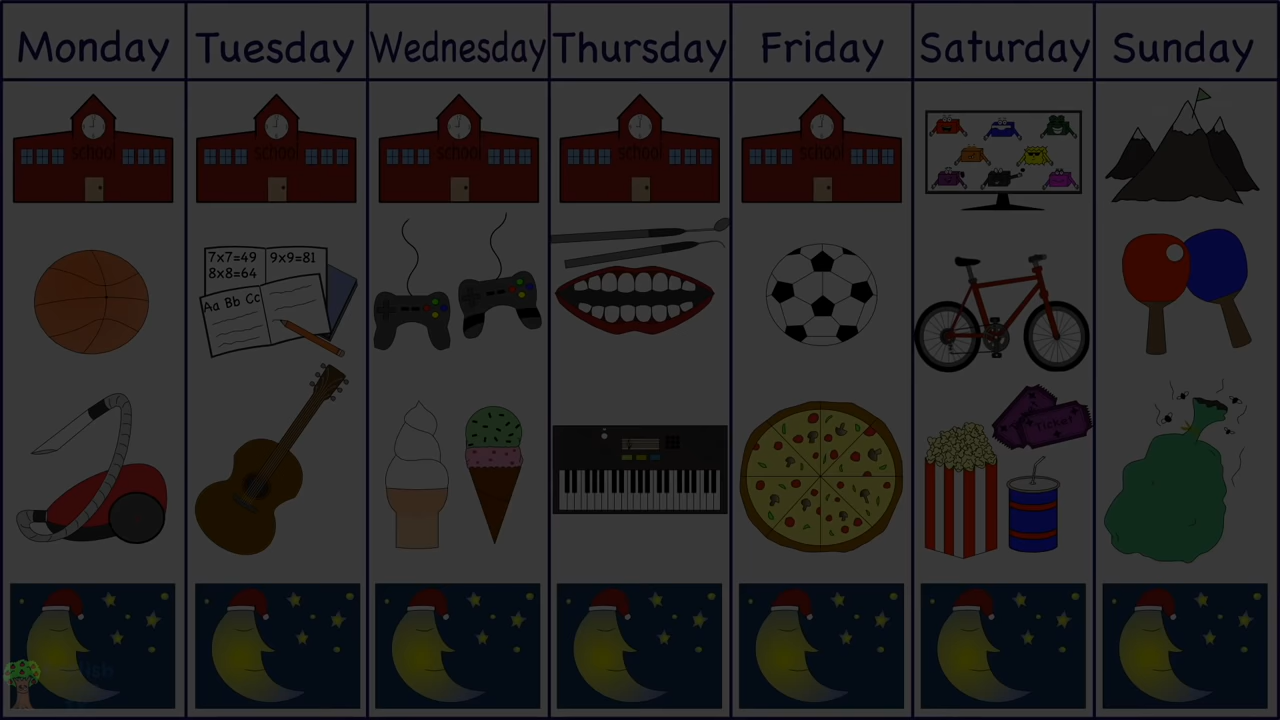 Monday Tuesday Wednesday Thursday Friday Saturday Sunday
school school school school school
7x7=49 9x9=81
8x8=64
Aa Bb Cc
Ticket